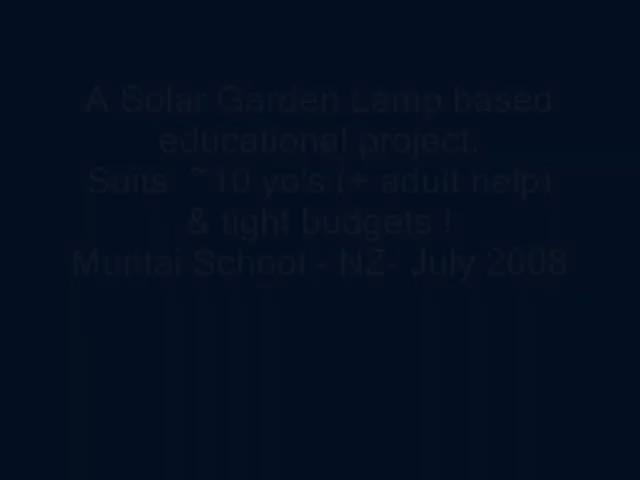 A Solar Garden Lamp based
educational project.
Suits ~10 yo's (+ adult help)
& tight budgets !
Muritai School - NZ- July 2008